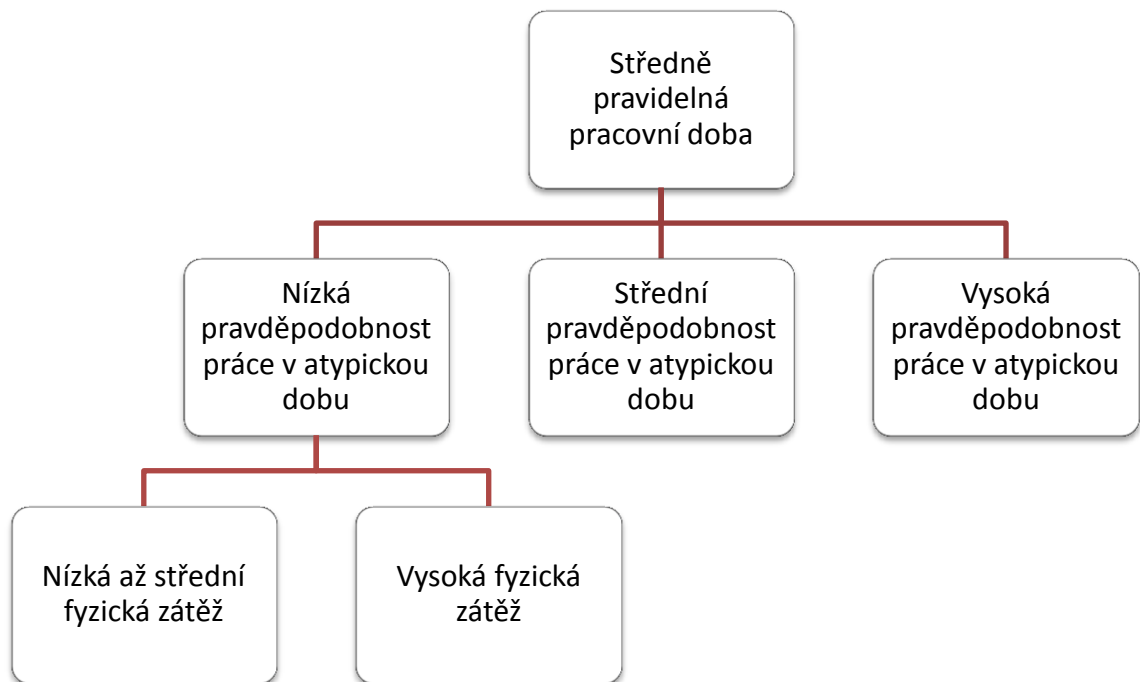 Středně
pravidelná
pracovní doba
Nízká
pravděpodobnost
práce v atypickou
dobu
Střední
pravděpodobnost
práce v atypickou
dobu
Vysoká
pravděpodobnost
práce v atypickou
dobu
Nízká až střední
fyzická zátěž
Vysoká fyzická
zátěž